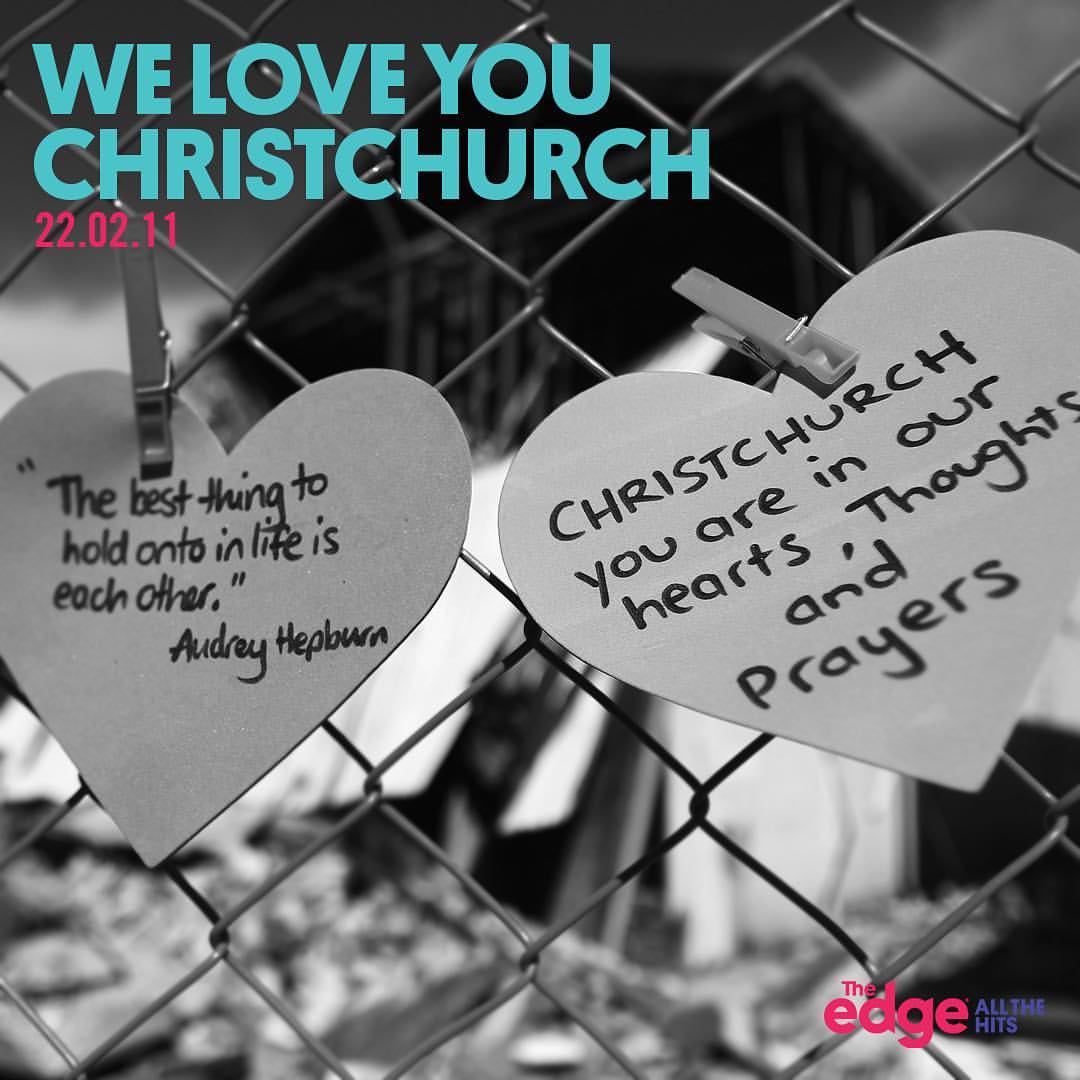 WE LOVE YOU
CHRISTCHURCH
22.02.11
" "The best thing to
hold onto in life is
each other."
Audrey Hepburn
CHRISTCHURCH
you are in our
hearts, Thoughts
and
Prayers
The
edge
ALL THE
HITS